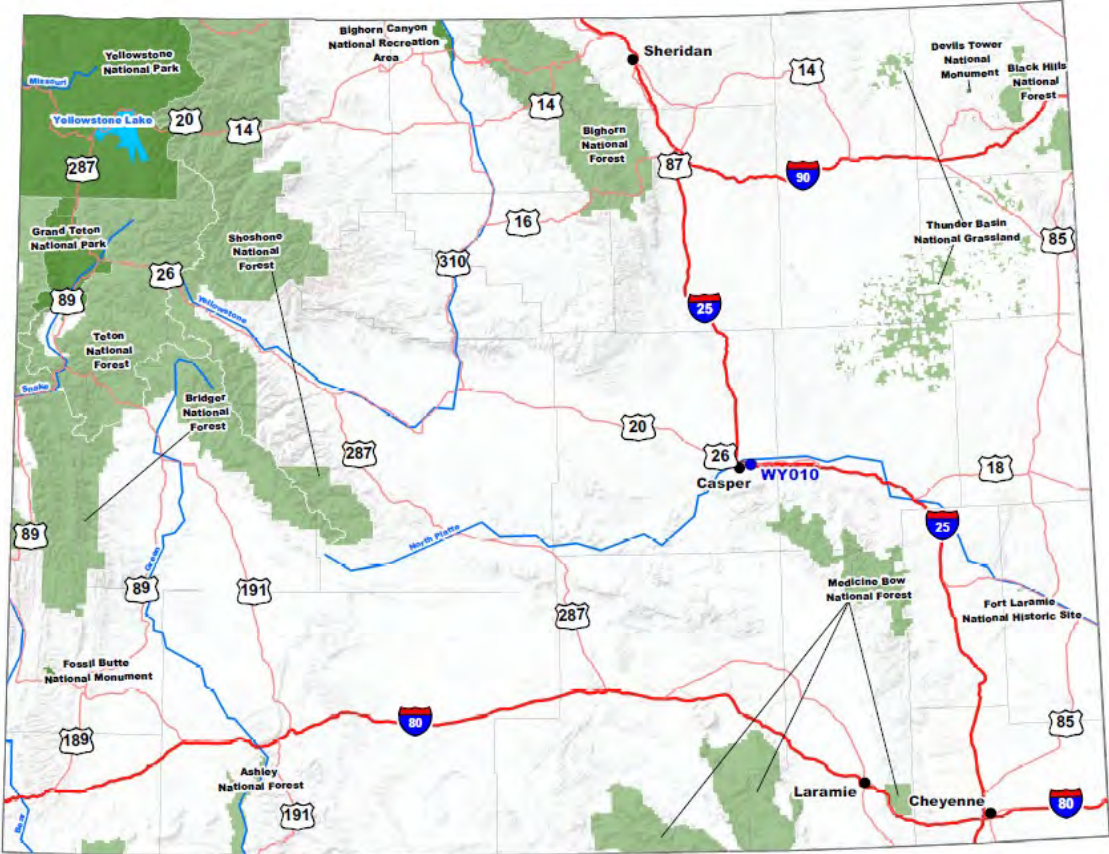 Bighorn Canyon
National Recreation
Area
Sheridan
Devils Tower
National
Monument
Black Hills
National
Forest
Yellowstone
National Park
Missouri
Yellowstone Lake
20
14
14
14
287
Bighorn
National
Forest
87
90
Grand Teton
National Park
Shoshone
National
Forest
16
Thunder Basin
National Grassland
85
26
310
89
Yellowstone
25
Teton
National
Forest
Snake
Bridger
National
Forest
20
287
26
Casper
WY010
18
89
North Platte
25
Green
89
191
287
Medicine Bow
National Forest
Fort Laramie
National Historic Site
Fossil Butte
National Monument
80
189
85
Ashley
National Forest
191
Laramie
Cheyenne
80
Bear